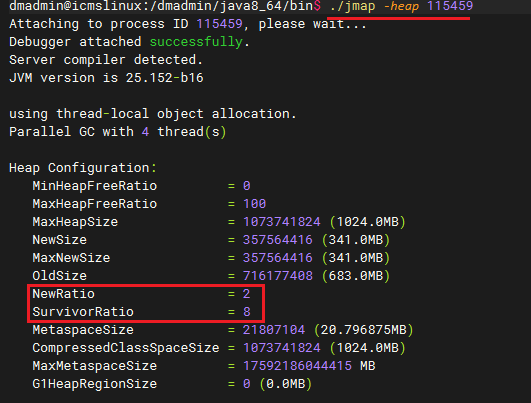 dmadmin@icmslinux:/dmadmin/java8_64/bin$ ./jmap -heap 115459
Attaching to process ID 115459, please wait...
Debugger attached successfully.
Server compiler detected.
JVM version is 25.152-b16
using thread-local object allocation.
Parallel GC with 4 thread(s)
Heap Configuration:
MinHeapFreeRatio = 0
MaxHeapFreeRatio = 100
MaxHeapSize = 1073741824 (1024.0MB)
NewSize = 357564416 (341.0MB)
MaxNewSize = 357564416 (341.0MB)
OldSize = 716177408 (683.0MB)
NewRatio = 2
SurvivorRatio = 8
MetaspaceSize = 21807104 (20.796875MB)
CompressedClassSpaceSize = 1073741824 (1024.0MB)
MaxMetaspaceSize = 17592186044415 MB
G1HeapRegionSize = 0 (0.0MB)